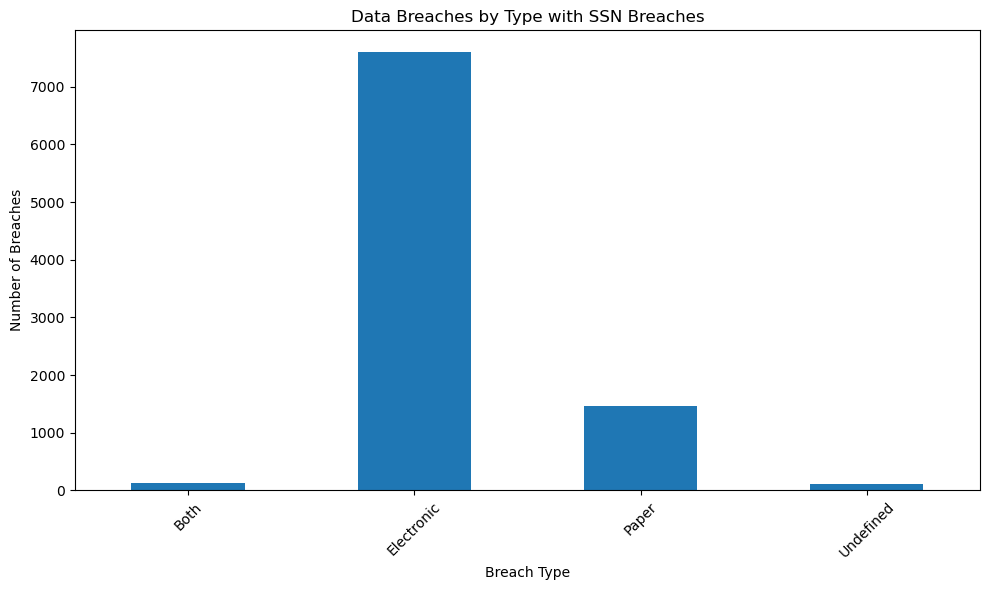 Data Breaches by Type with SSN Breaches
Number of Breaches
7000
6000
5000
4000
3000
2000
1000
0
Both
Electronic
Paper
Undefined
Breach Type